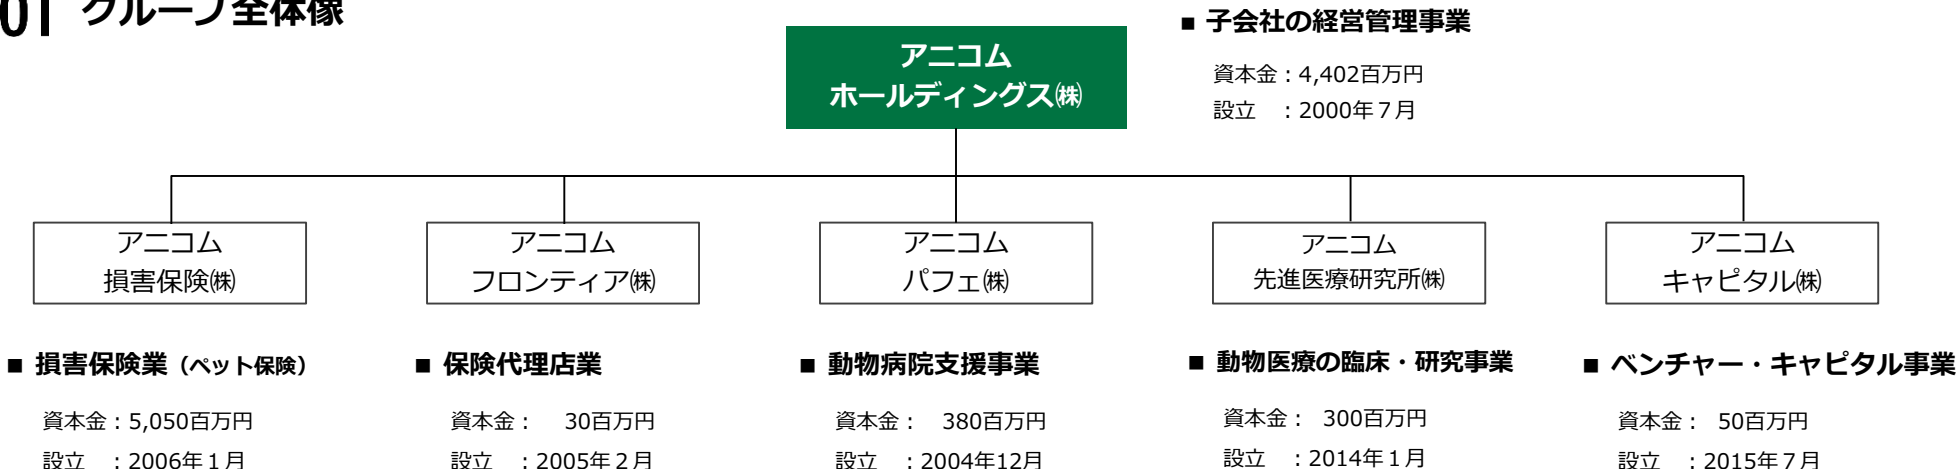 01 グループ全体像
アニコム
ホールディングス㈱
■ 子会社の経営管理事業
資本金：4,402百万円
設立　：2000年７月
アニコム
損害保険㈱
■ 損害保険業（ペット保険）
資本金：5,050百万円
設立　：2006年１月
アニコム
フロンティア㈱
■ 保険代理店業
資本金：　30百万円
設立　：2005年２月
アニコム
パフェ㈱
■ 動物病院支援事業
資本金：　380百万円
設立　：2004年12月
アニコム
先進医療研究所㈱
■ 動物医療の臨床・研究事業
資本金：　300百万円
設立　：2014年１月
アニコム
キャピタル㈱
■ ベンチャー・キャピタル事業
資本金：　50百万円
設立　：2015年７月